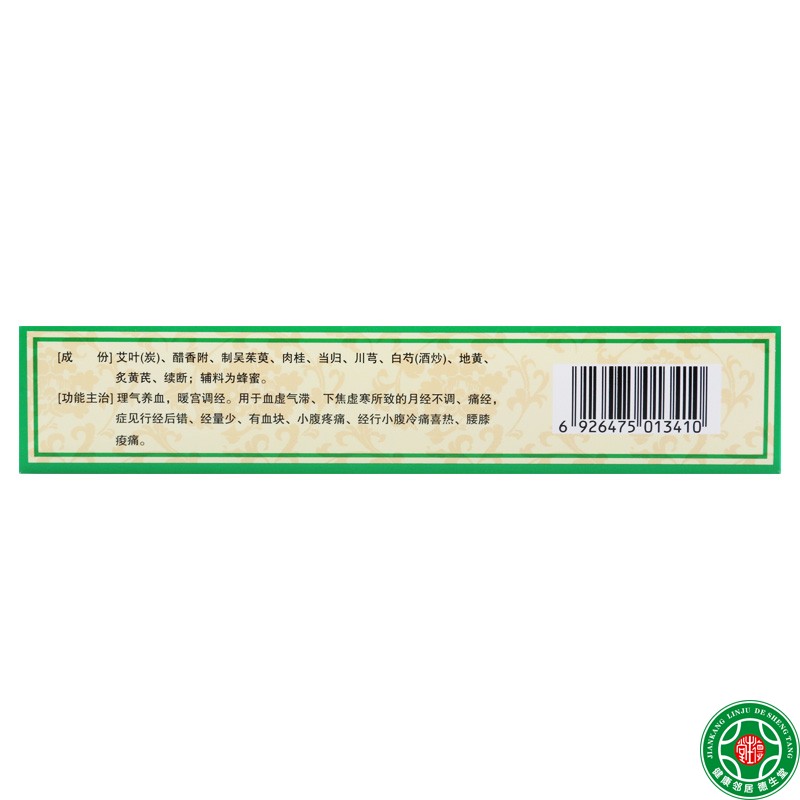 [成　　份] 艾叶(炭)、醋香附、制吴茱萸、肉桂、当归、川芎、白芍(酒炒)、地黄、
炙黄芪、续断；辅料为蜂蜜。
[功能主治] 理气养血，暖宫调经。用于血虚气滞、下焦虚寒所致的月经不调、痛经，
症见行经后错、经量少、有血块、小腹疼痛、经行小腹冷痛喜热、腰膝
痠痛。
6 926475 013410
JIANKANG LINJU DE SHENG TANG
健康邻居 德生堂